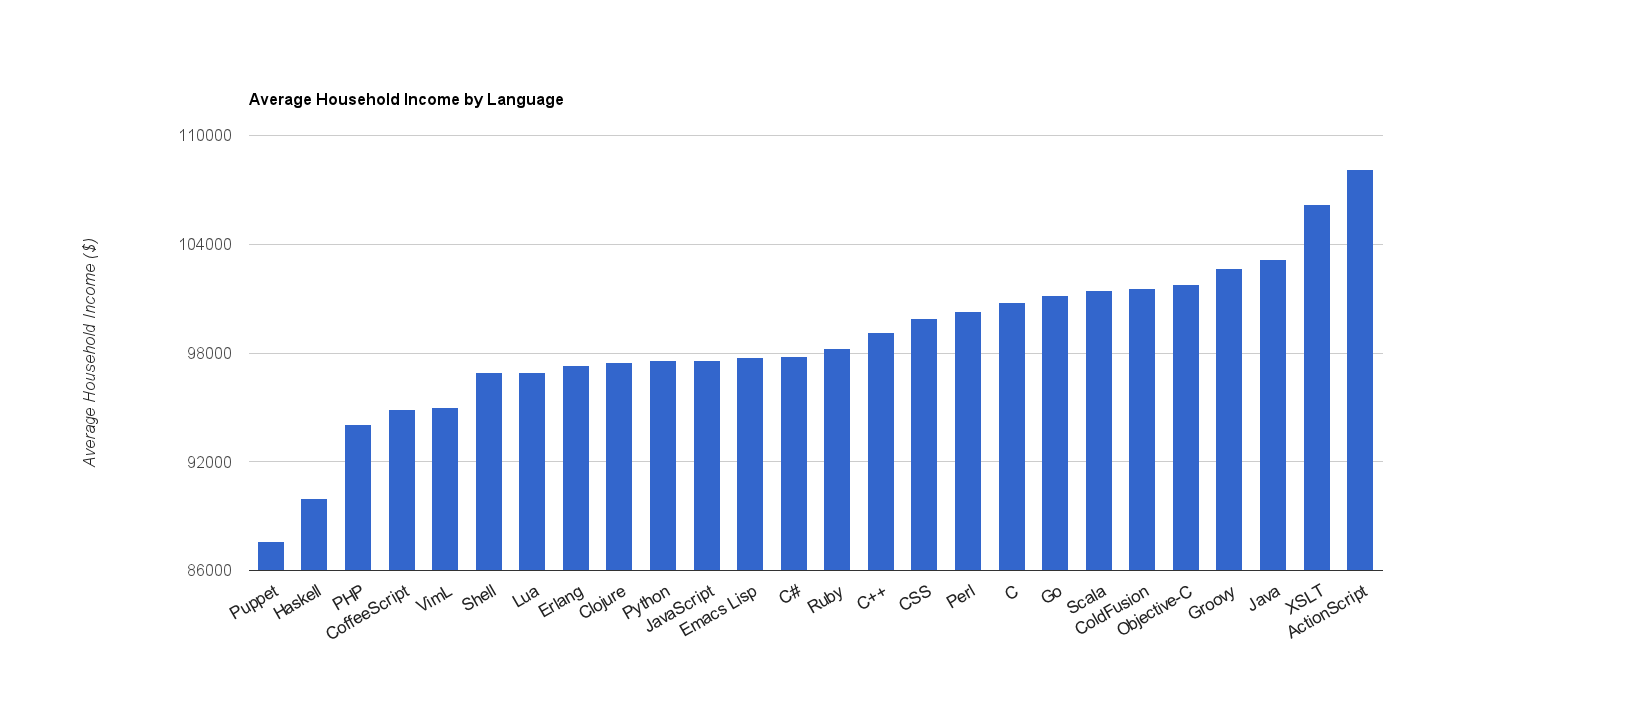 Average Household Income by Language
110000
104000
98000
92000
86000
Average Household Income ($)
Puppet
Haskell
PHP
CoffeeScript
VimL
Shell
Lua
Erlang
Clojure
Python
JavaScript
Emacs Lisp
C#
Ruby
C++
CSS
Perl
C
Go
Scala
ColdFusion
Objective-C
Groovy
Java
XSLT
ActionScript